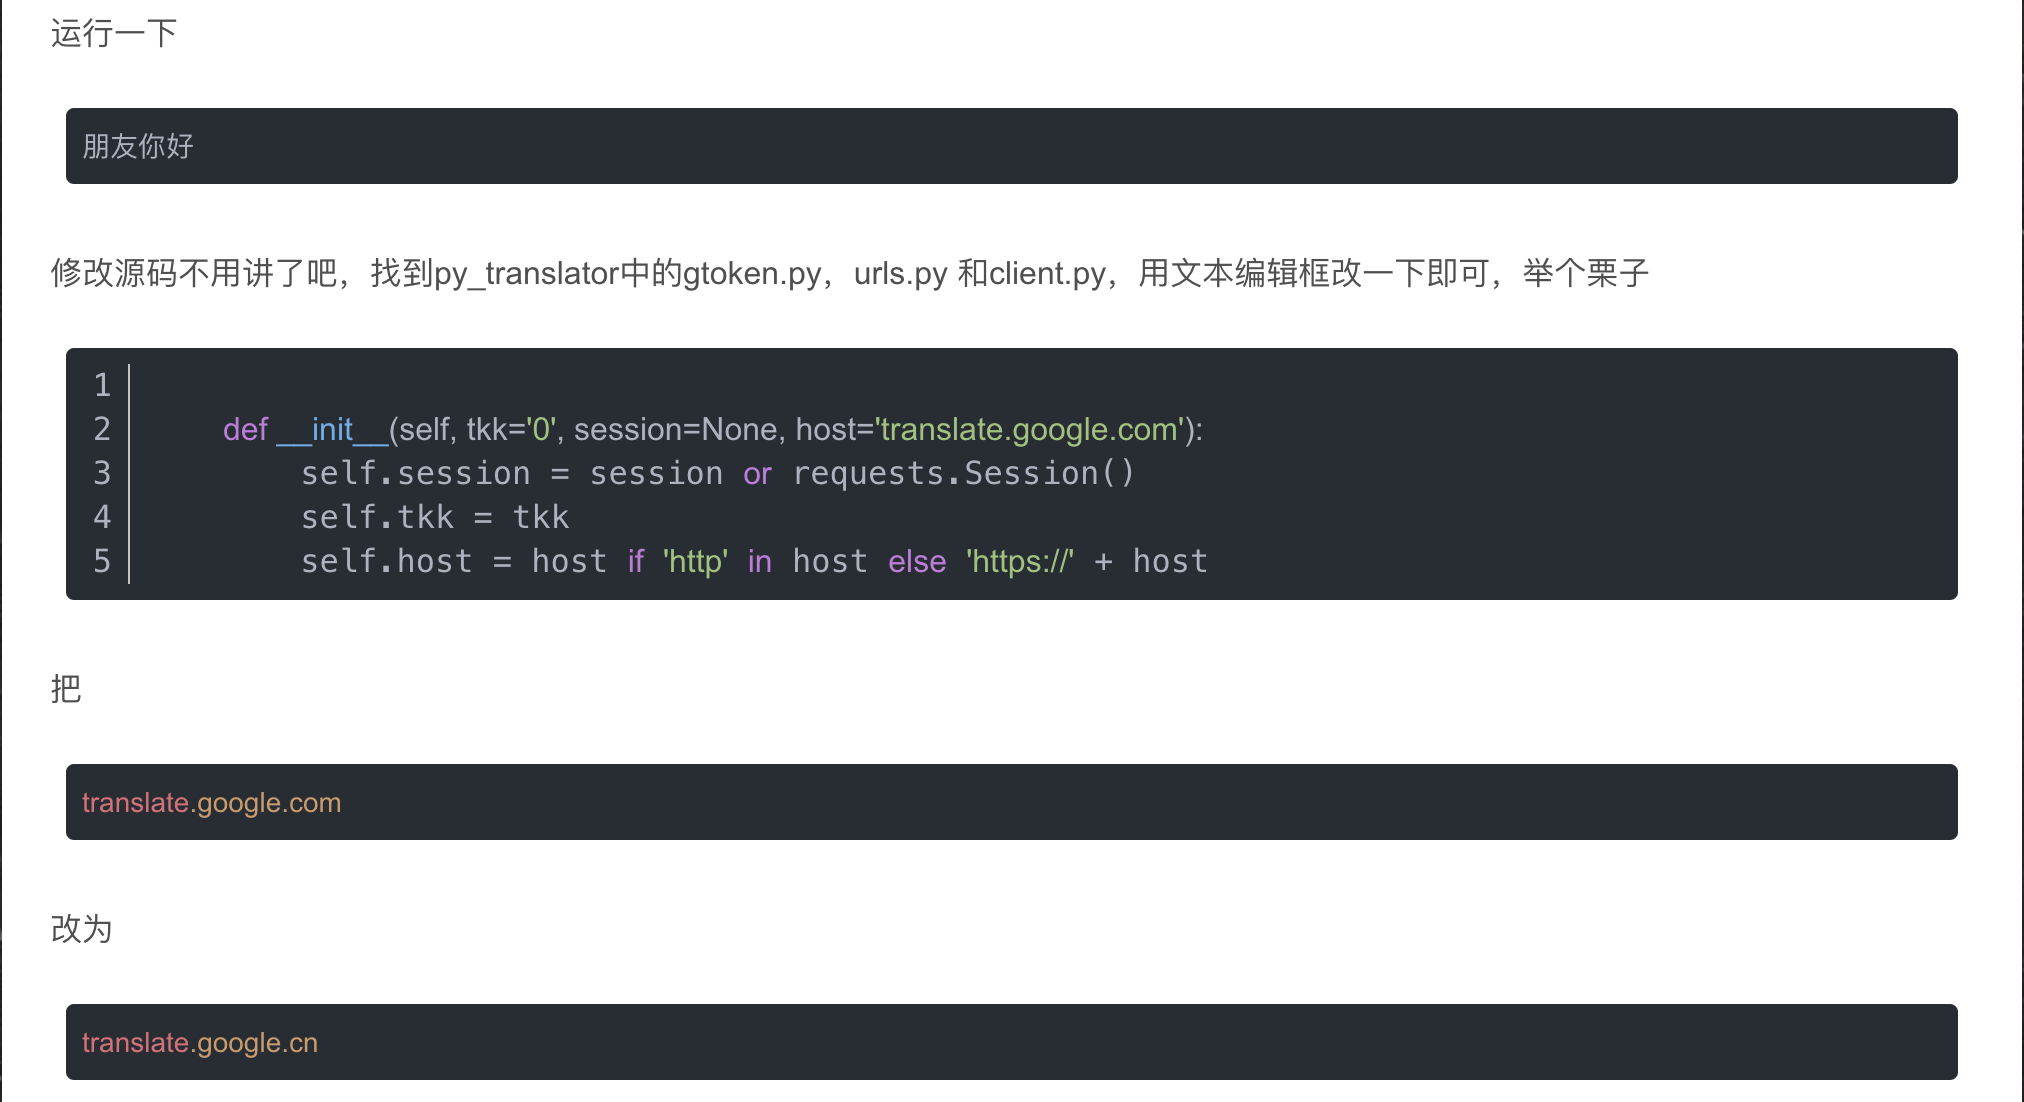 运行一下
朋友你好
修改源码不用讲了吧，找到py_translator中的gtoken.py，urls.py 和client.py，用文本编辑框改一下即可，举个栗子
1
2 def __init__(self, tkk='0', session=None, host='translate.google.com'):
3 self.session = session or requests.Session()
4 self.tkk = tkk
5 self.host = host if 'http' in host else 'https://' + host
把
translate.google.com
改为
translate.google.cn